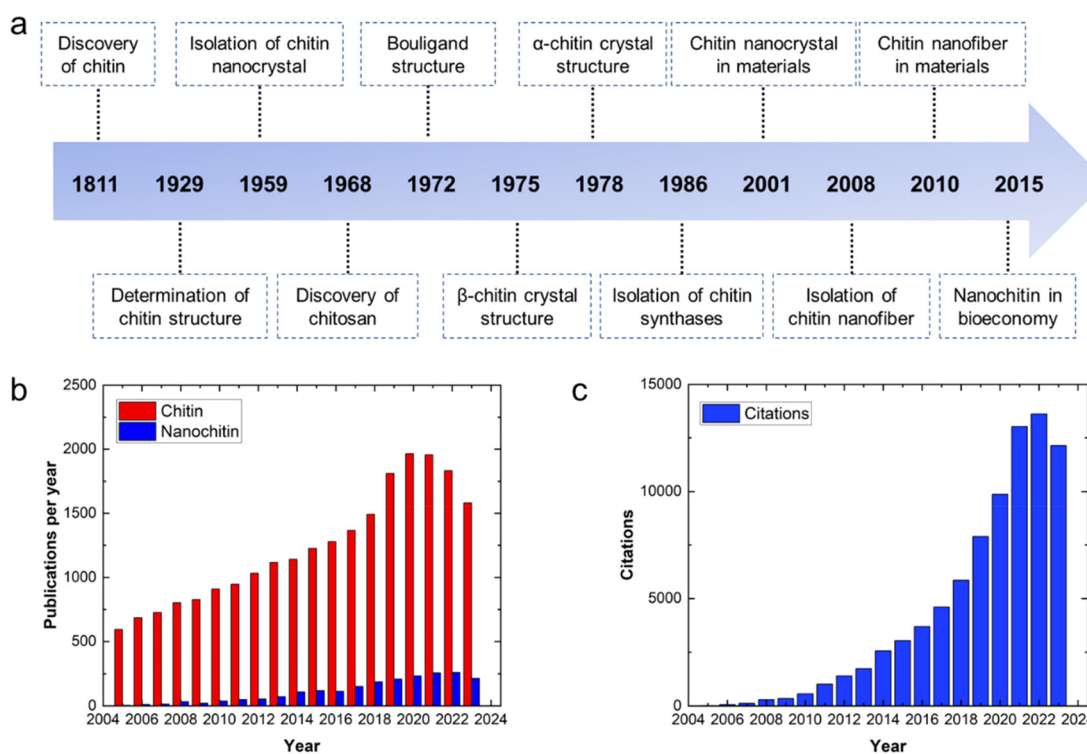 a
Discovery
of chitin
Isolation of chitin
nanocrystal
Bouligand
structure
α-chitin crystal
structure
Chitin nanocrystal
in materials
Chitin nanofiber
in materials
1811 1929 1959 1968 1972 1975 1978 1986 2001 2008 2010 2015
Determination of
chitin structure
Discovery of
chitosan
β-chitin crystal
structure
Isolation of chitin
synthases
Isolation of
chitin nanofiber
Nanochitin in
bioeconomy
b
2500
2000
1500
1000
500
0
Publications per year
Chitin
Nanochitin
2004 2006 2008 2010 2012 2014 2016 2018 2020 2022 2024
Year
c
15000
10000
5000
0
Citations
Citations
2004 2006 2008 2010 2012 2014 2016 2018 2020 2022 2024
Year